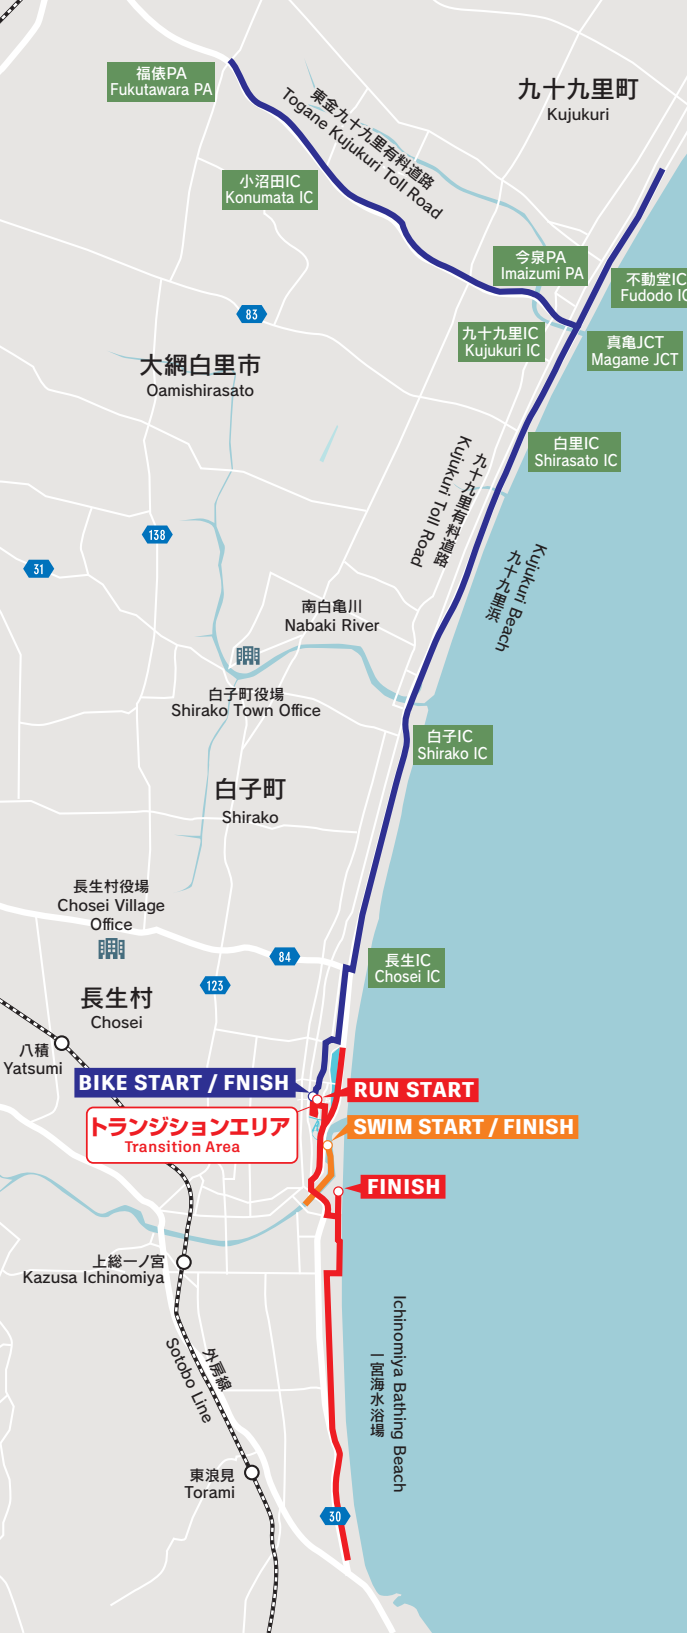 福俵PA
Fukutawara PA
東金九十九里有料道路
Togane Kujukuri Toll Road
九十九里町
Kujukuri
小沼田IC
Konumata IC
今泉PA
Imaizumi PA
不動堂IC
Fudodo IC
83
九十九里IC
Kujukuri IC
真亀JCT
Magame JCT
大網白里市
Oamishirasato
白里IC
Shirasato IC
九十九里有料道路
Kujukuri Toll Road
138
31
Kujukuri Beach
九十九里浜
南白亀川
Nabaki River
白子町役場
Shirako Town Office
白子IC
Shirako IC
白子町
Shirako
長生村役場
Chosei Village
Office
84
長生IC
Chosei IC
123
長生村
Chosei
八積
Yatsumi
BIKE START / FNISH
RUN START
トランジションエリア
Transition Area
SWIM START / FINISH
FINISH
上総一ノ宮
Kazusa Ichinomiya
Ichinomiya Bathing Beach
一宮海水浴場
外房線
Sotobo Line
東浪見
Torami
30